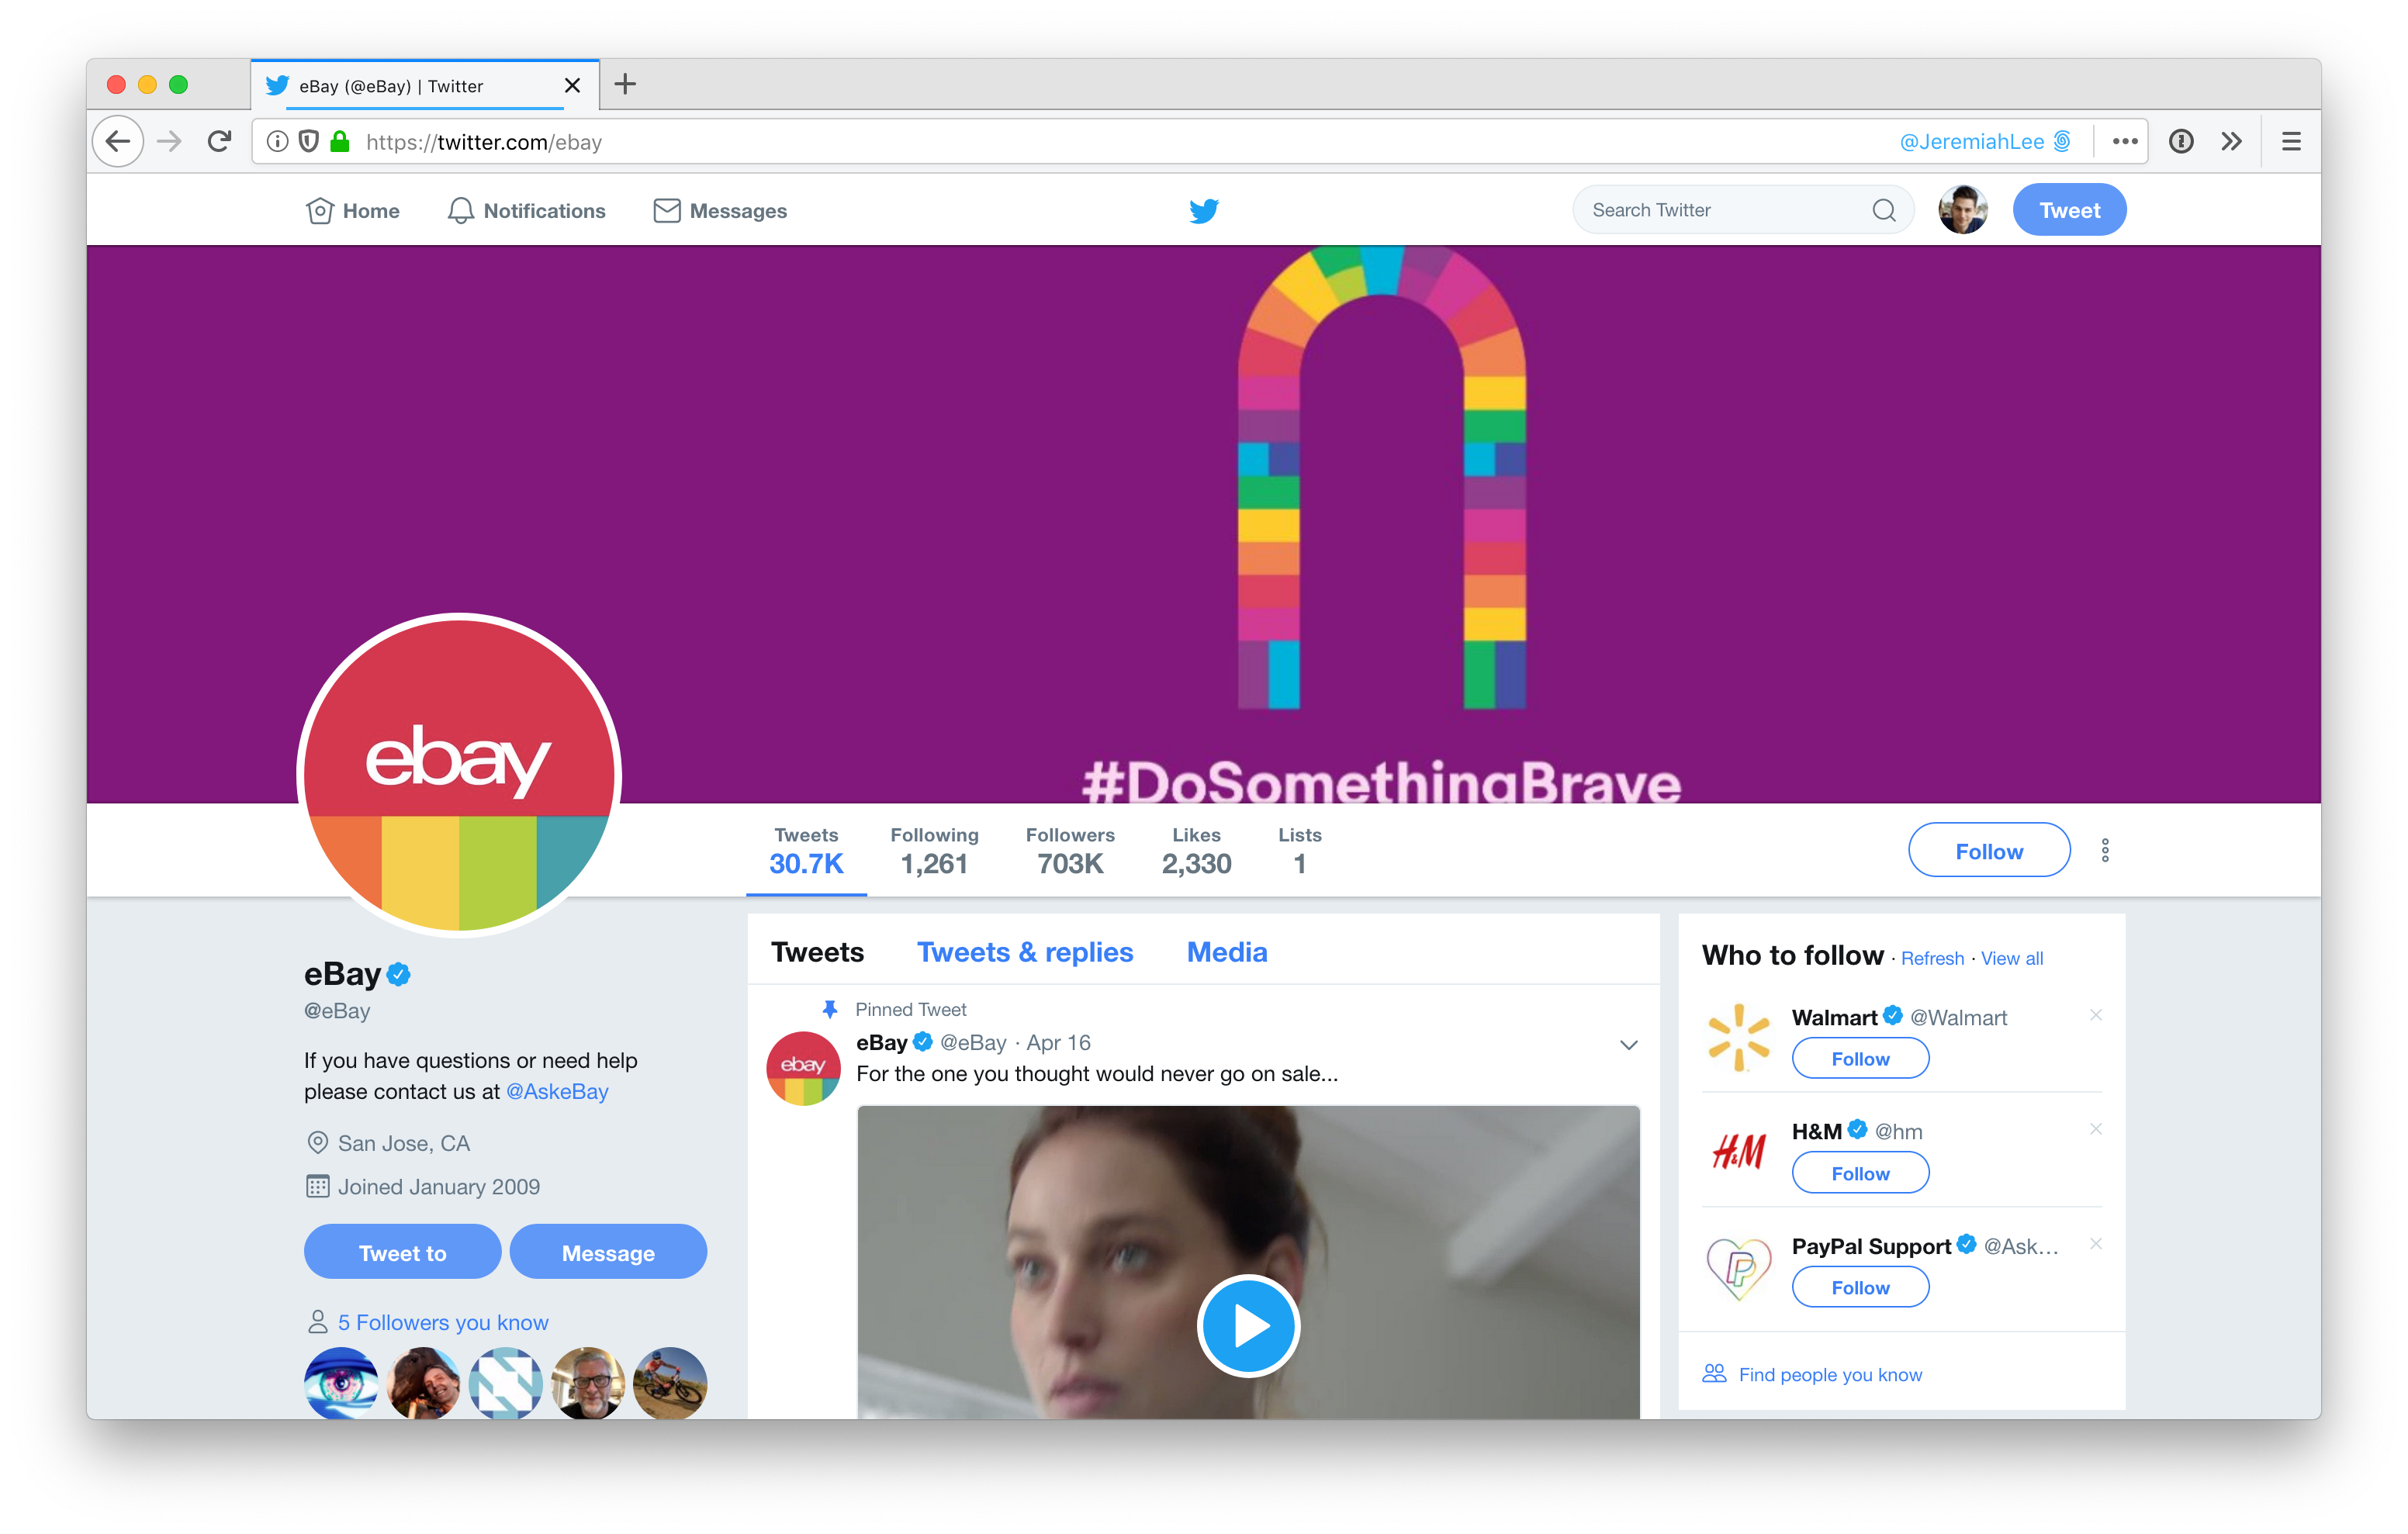 eBay (@eBay) | Twitter
https://twitter.com/ebay
@JeremiahLee
Home
Notifications
Messages
Search Twitter
Tweet
#DoSomethingBrave
ebay
Tweets
30.7K
Following
1,261
Followers
703K
Likes
2,330
Lists
1
Follow
eBay
@eBay
If you have questions or need help
please contact us at @AskeBay
San Jose, CA
Joined January 2009
Tweet to
Message
5 Followers you know
Tweets
Tweets & replies
Media
Pinned Tweet
ebay
eBay @eBay · Apr 16
For the one you thought would never go on sale...
Who to follow · Refresh · View all
Walmart @Walmart
Follow
H&M
H&M @hm
Follow
PayPal Support @Ask…
Follow
Find people you know